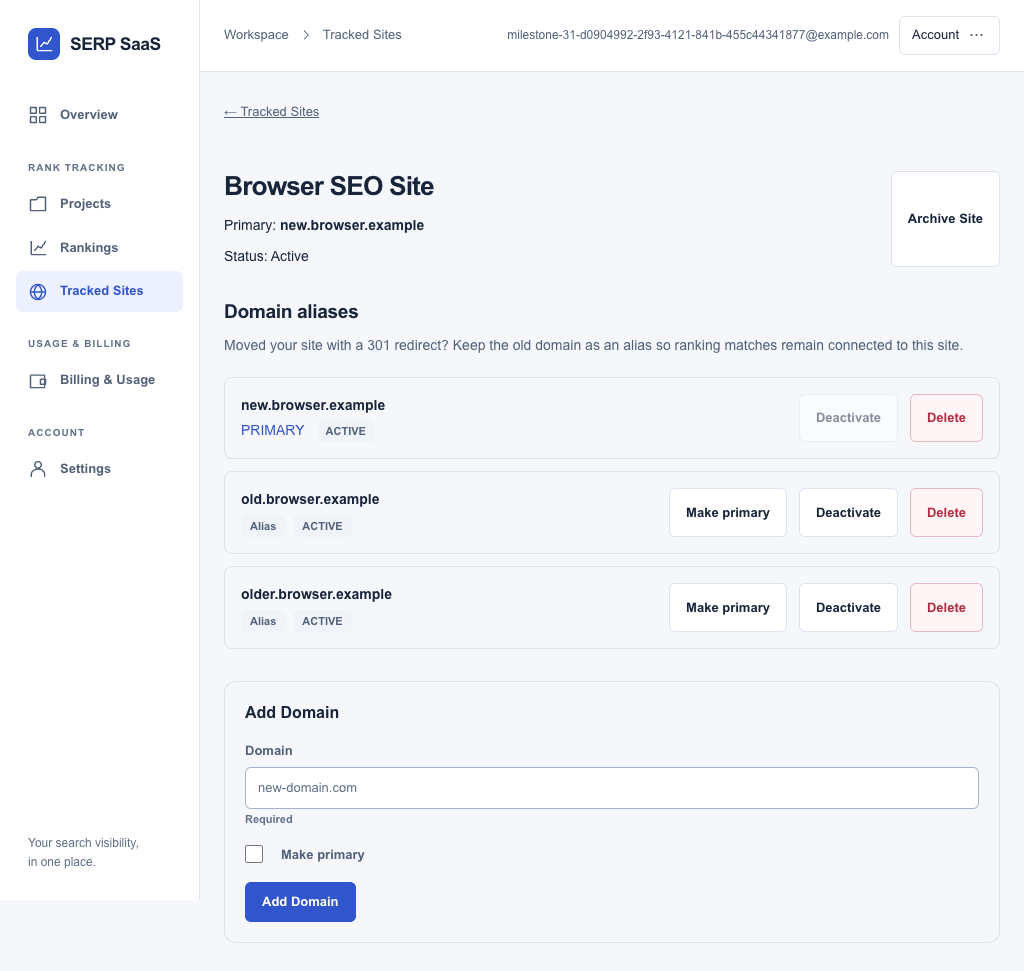 SERP SaaS
Overview
RANK TRACKING
Projects
Rankings
Tracked Sites
USAGE & BILLING
Billing & Usage
ACCOUNT
Settings
Your search visibility,
in one place.
Workspace > Tracked Sites
milestone-31-d0904992-2f93-4121-841b-455c44341877@example.com
Account ···
← Tracked Sites
Browser SEO Site
Primary: new.browser.example
Status: Active
Archive Site
Domain aliases
Moved your site with a 301 redirect? Keep the old domain as an alias so ranking matches remain connected to this site.
new.browser.example
PRIMARY ACTIVE
Deactivate Delete
old.browser.example
Alias ACTIVE
Make primary Deactivate Delete
older.browser.example
Alias ACTIVE
Make primary Deactivate Delete
Add Domain
Domain
new-domain.com
Required
Make primary
Add Domain